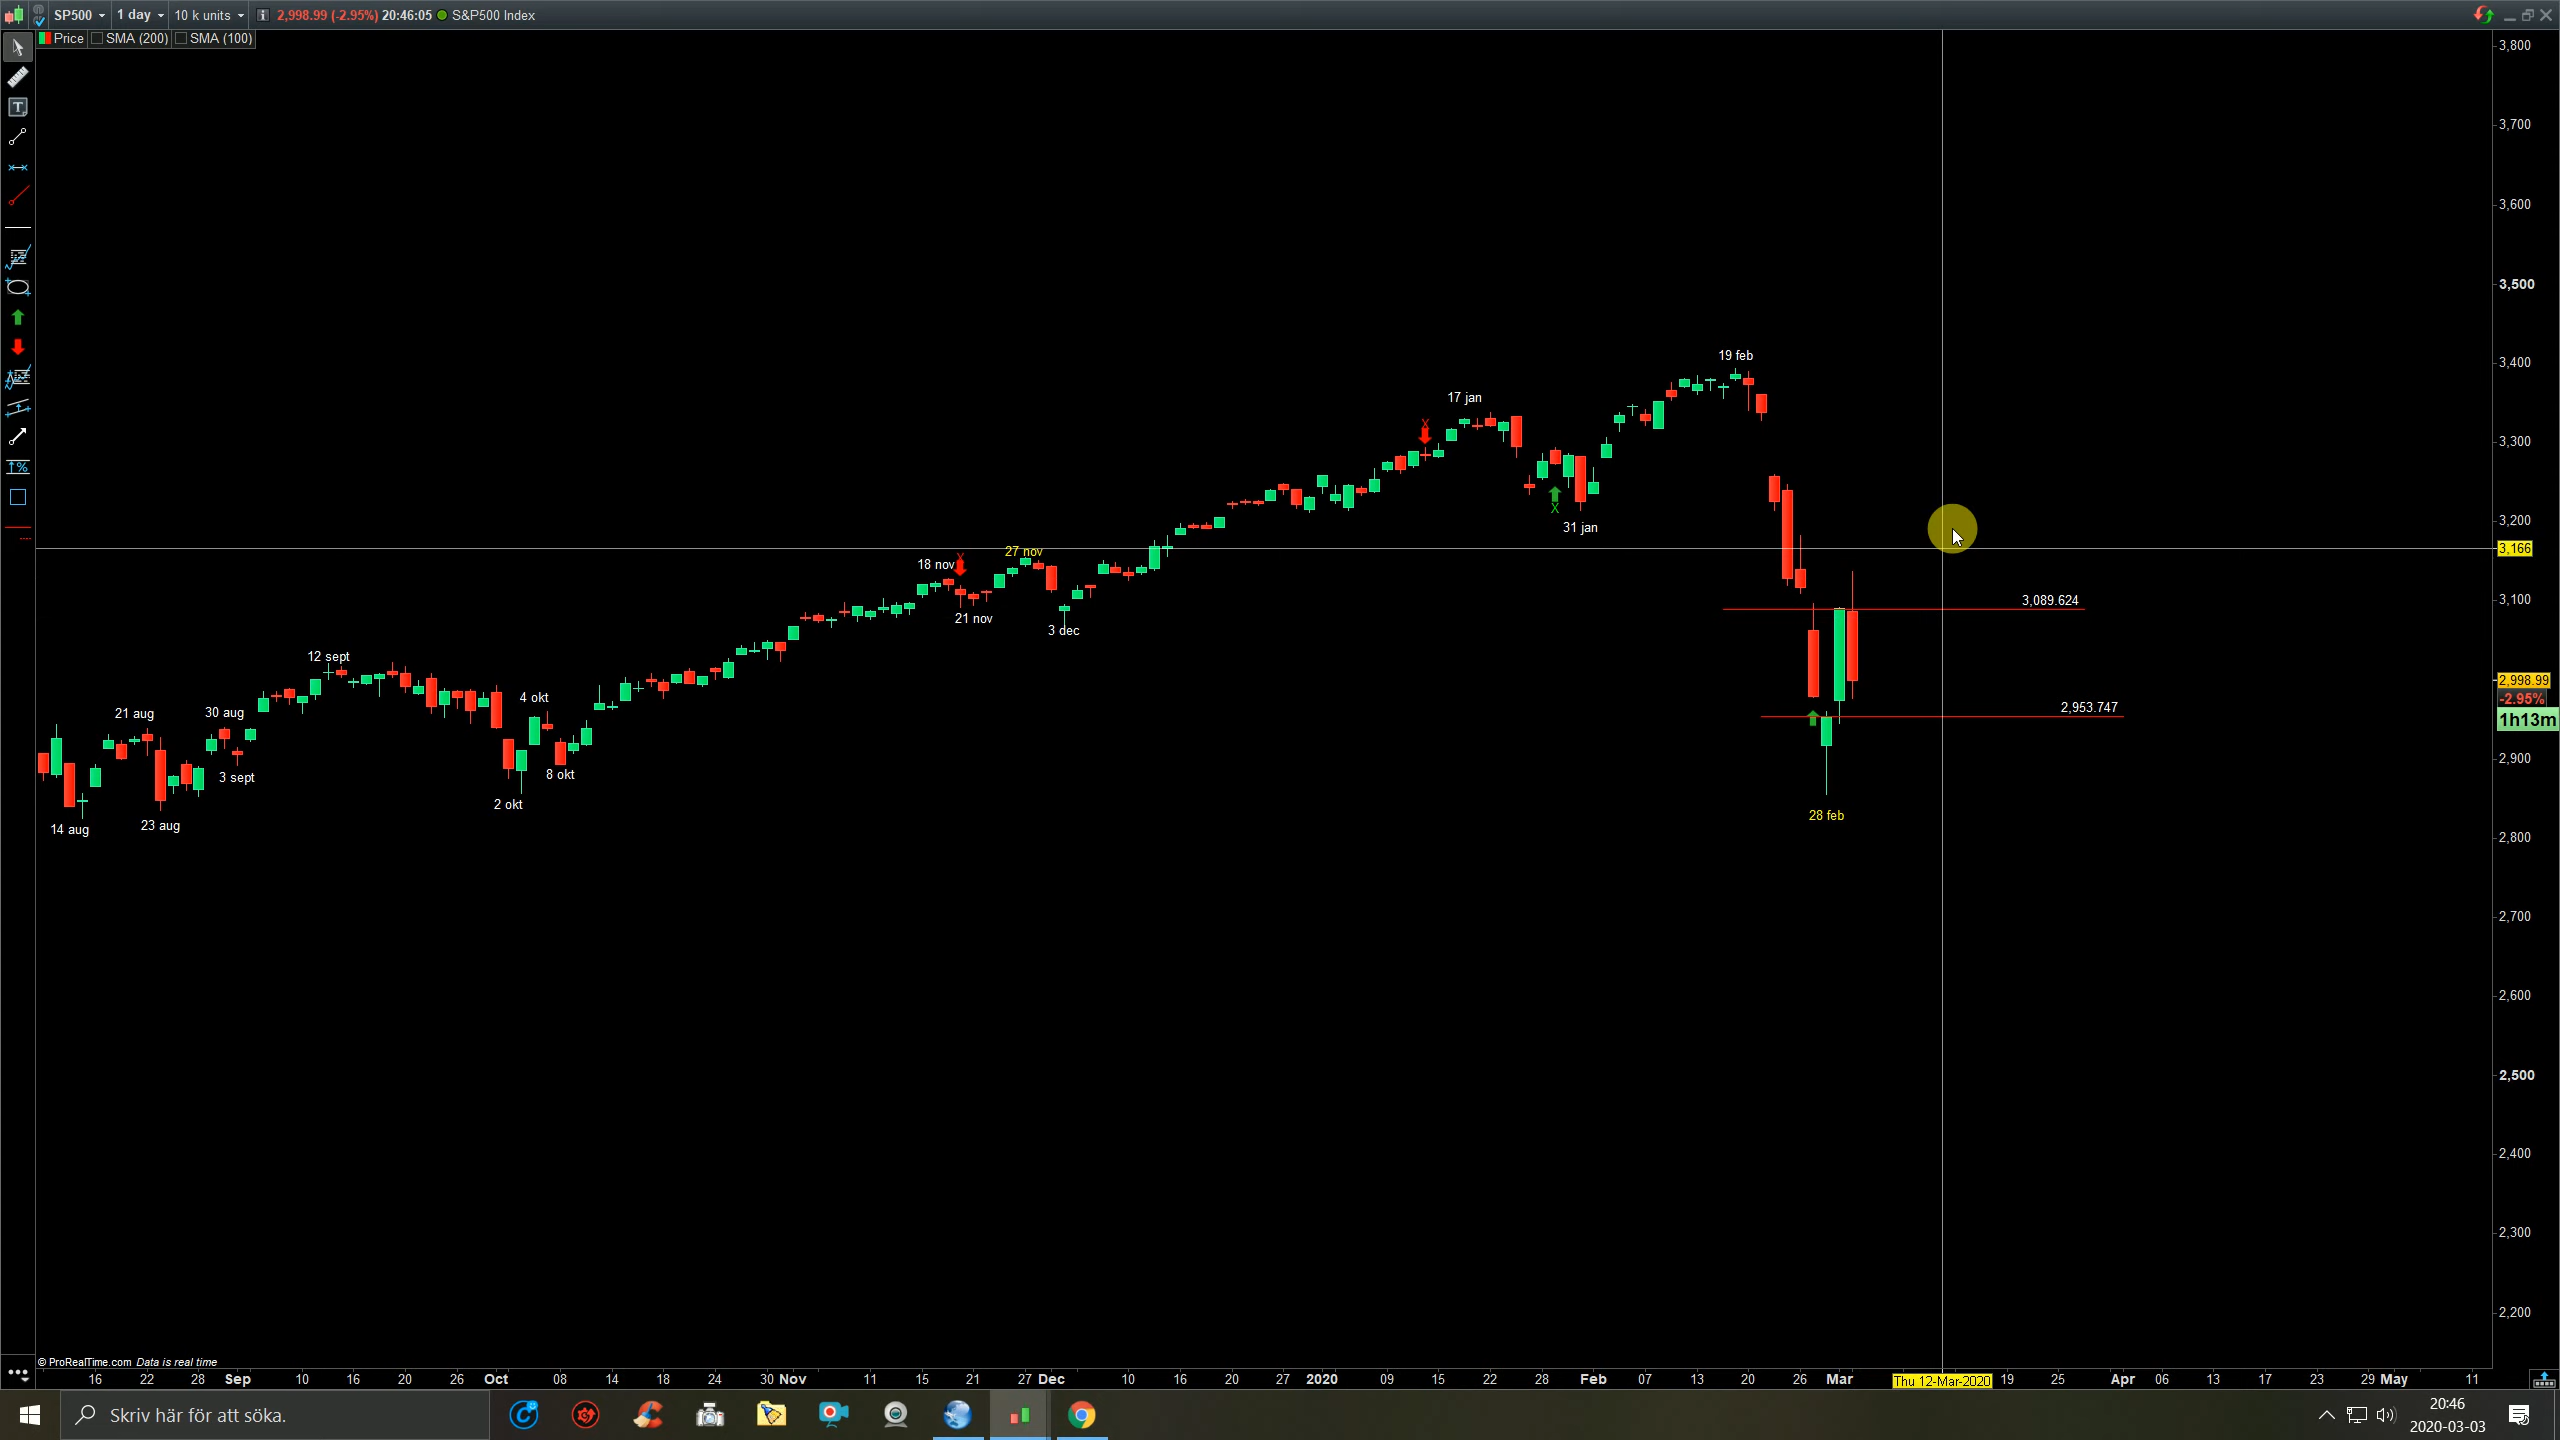 SP500 1 day 10 k units i 2,998.99 (-2.95%) 20:46:05 S&P500 Index
Price SMA (200) SMA (100)
3,800
3,700
3,600
3,500
3,400
3,300
3,200
3,166
3,100
2,998.99
-2.95%
1h13m
2,900
2,800
2,700
2,600
2,500
2,400
2,300
2,200
19 feb
17 jan
X
X
31 jan
18 nov
X
27 nov
21 nov
3 dec
3,089.624
12 sept
4 okt
21 aug
30 aug
2,953.747
8 okt
3 sept
2 okt
28 feb
14 aug
23 aug
T
%
© ProRealTime.com Data is real time
16 22 28 Sep 10 16 20 26 Oct 08 14 18 24 30 Nov 11 15 21 27 Dec 10 16 20 27 2020 09 15 22 28 Feb 07 13 20 26 Mar Thu 12-Mar-2020 19 25 Apr 06 13 17 23 29 May 11
Skriv här för att söka.
20:46
2020-03-03